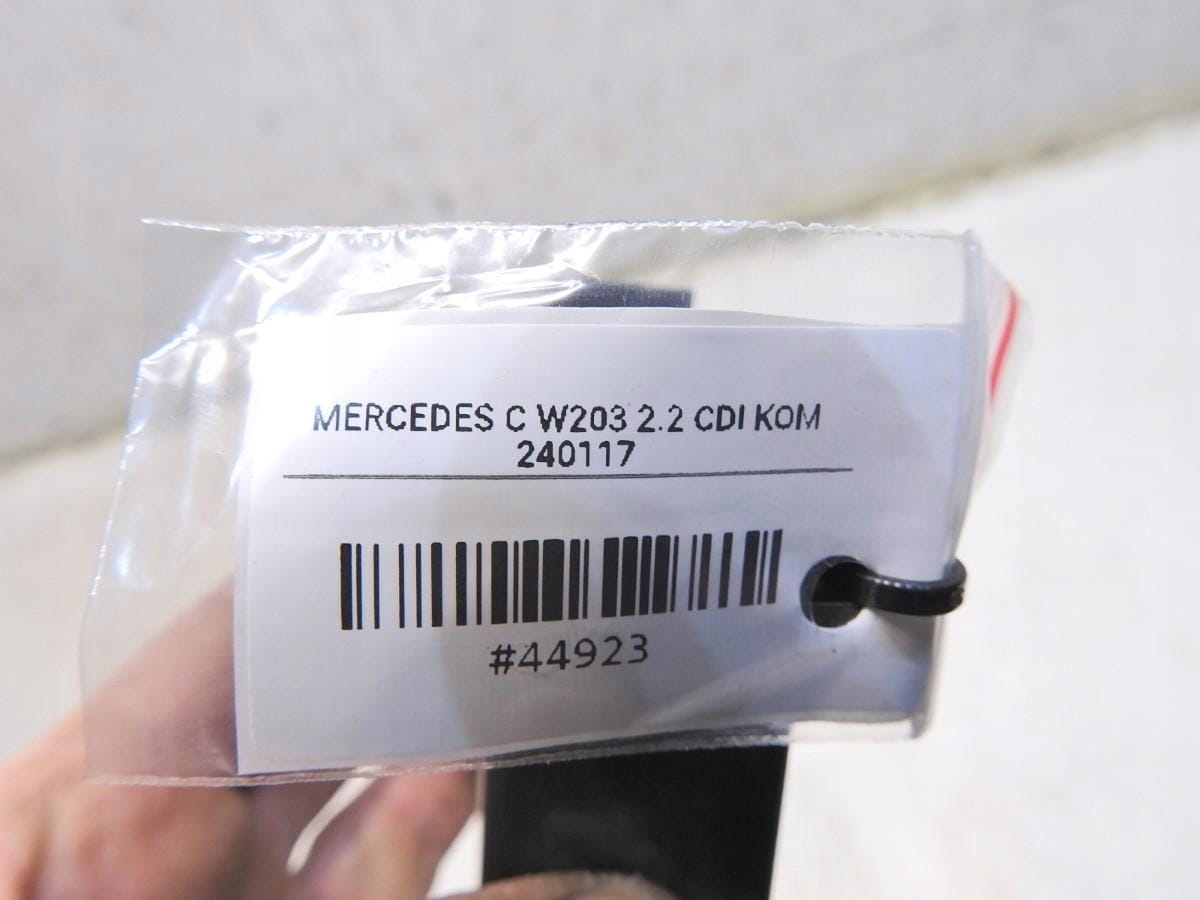 MERCEDES C W203 2.2 CDI KOM
240117
#44923